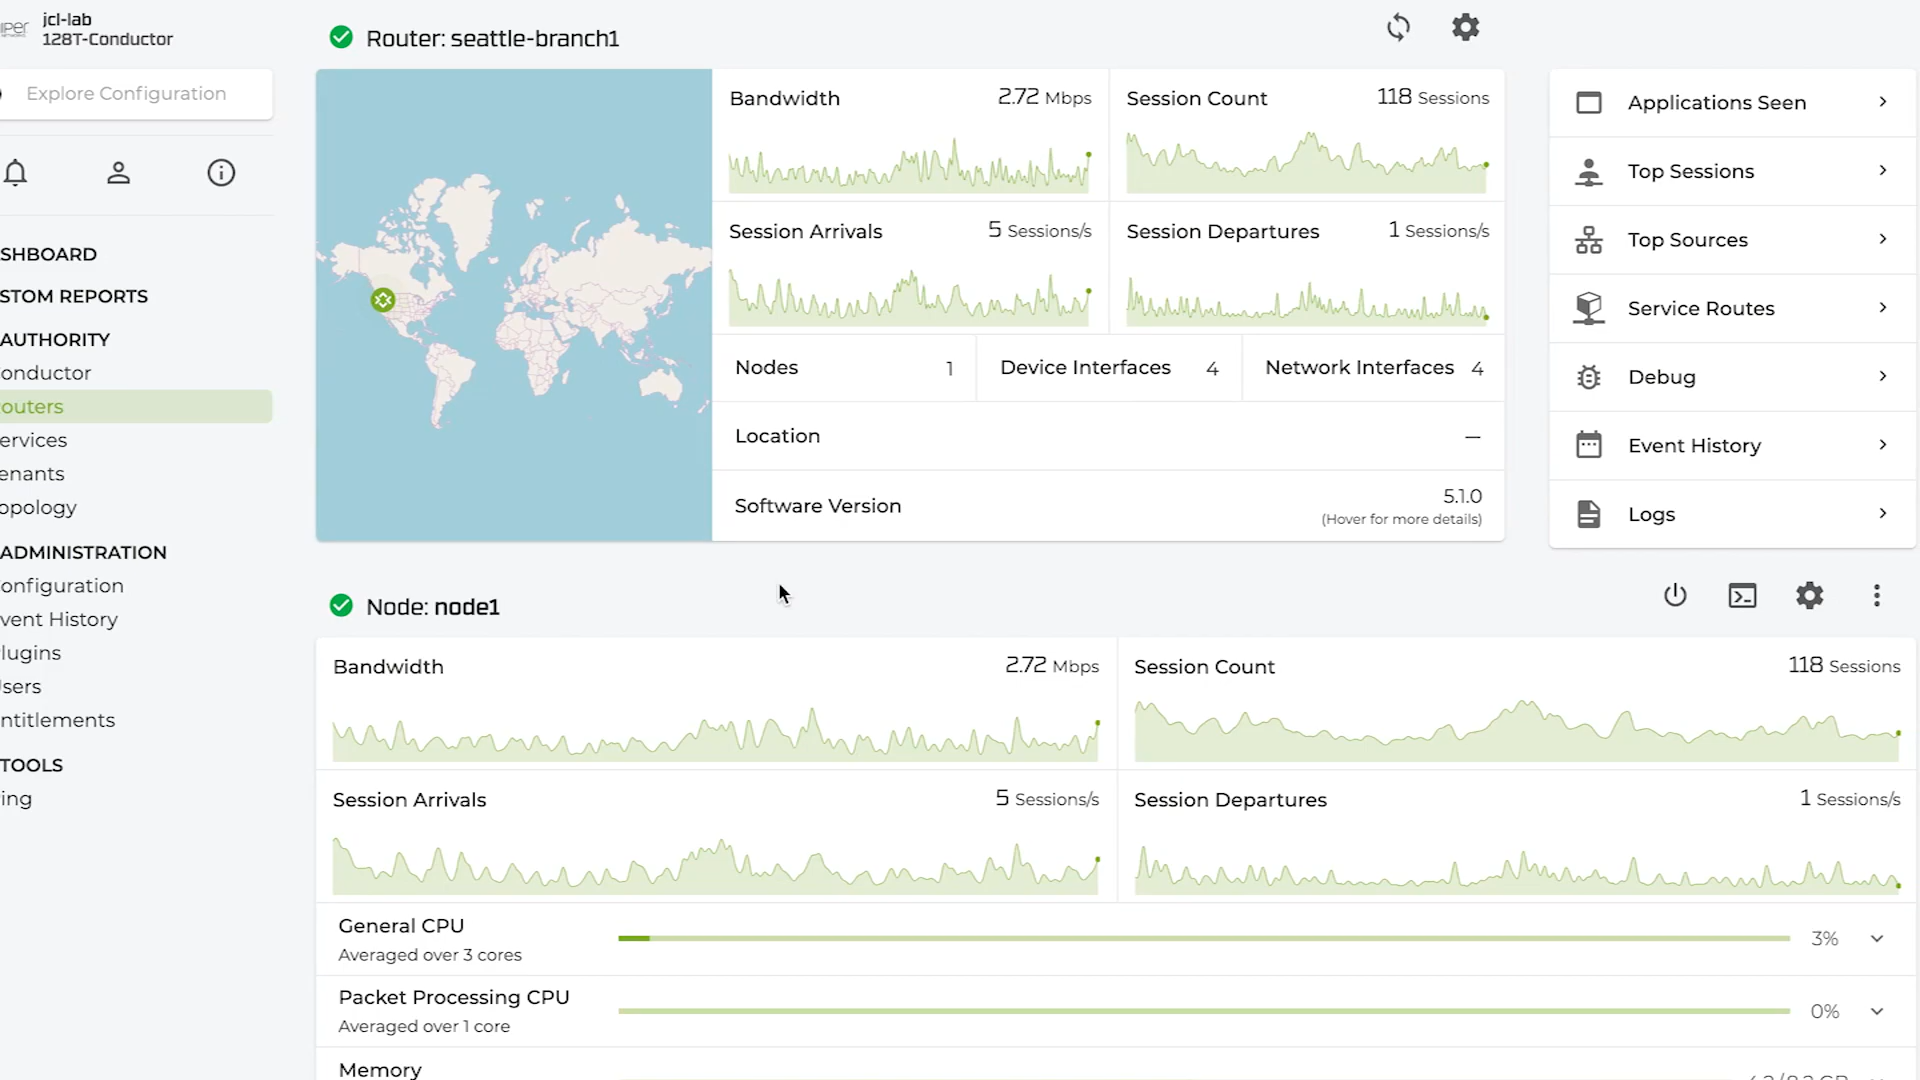 jcl-lab
128T-Conductor
Explore Configuration
SHBOARD
STOM REPORTS
AUTHORITY
onductor
outers
ervices
enants
opology
ADMINISTRATION
onfiguration
vent History
lugins
sers
ntitlements
TOOLS
ing
Router: seattle-branch1
Bandwidth 2.72 Mbps
Session Count 118 Sessions
Session Arrivals 5 Sessions/s
Session Departures 1 Sessions/s
Nodes 1
Device Interfaces 4
Network Interfaces 4
Location —
Software Version 5.1.0
(Hover for more details)
Applications Seen
Top Sessions
Top Sources
Service Routes
Debug
Event History
Logs
Node: node1
Bandwidth 2.72 Mbps
Session Count 118 Sessions
Session Arrivals 5 Sessions/s
Session Departures 1 Sessions/s
General CPU
Averaged over 3 cores
3%
Packet Processing CPU
Averaged over 1 core
0%
Memory